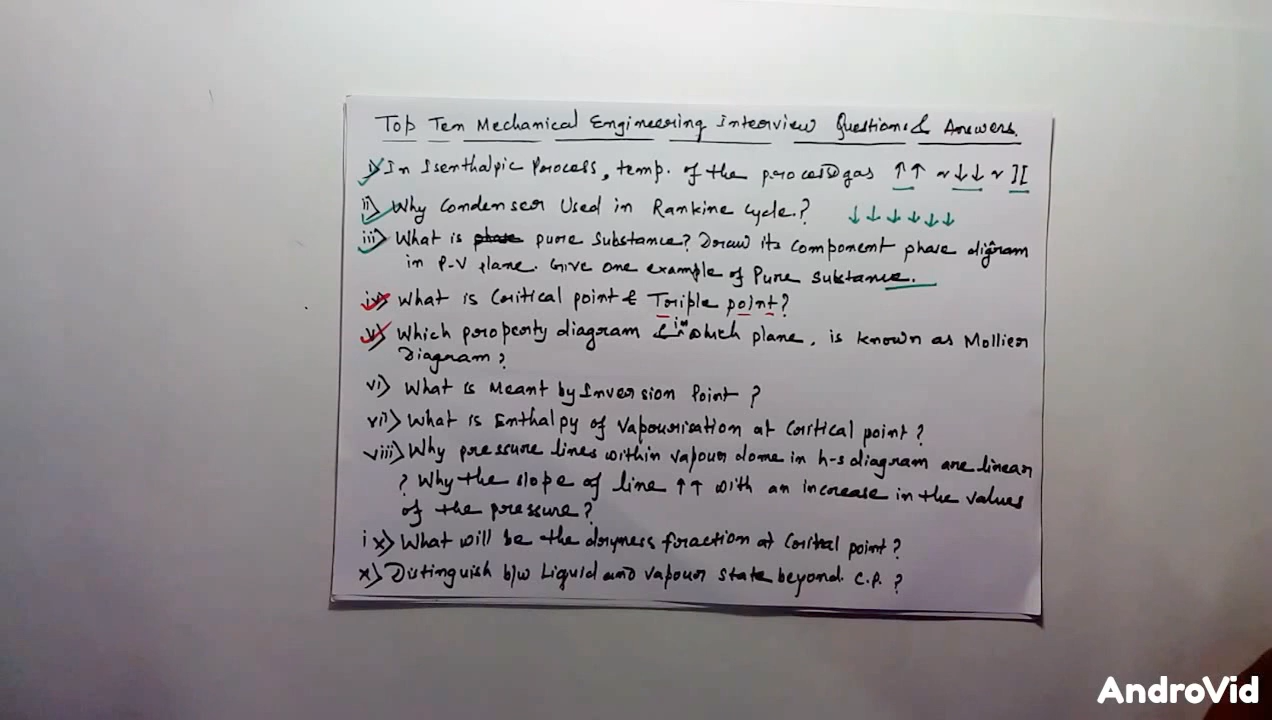 Top Ten Mechanical Engineering Interview Questions & Answers.
i) In Isenthalpic Process, temp. of the process gas ↑↑ ~ ↓↓ ~ ][
ii) Why Condenser Used in Rankine Cycle.? ↓ ↓ ↓ ↓ ↓ ↓
iii) What is phase pure substance? Draw its component phase digram
in P-V plane. Give one example of Pure Substance.
iv) What is Critical point & Triple point?
v) Which property diagram & in which plane, is known as Mollier
Diagram?
vi) What is Meant by Inversion Point ?
vii) What is Enthalpy of Vapourisation at Critical point?
viii) Why pressure lines within vapour dome in h-s diagram are linear
? Why the slope of line ↑↑ with an increase in the values
of the pressure?
ix) What will be the dryness fraction at Critical point?
x) Distinguish b/w Liquid and vapour state beyond C.P. ?
AndroVid